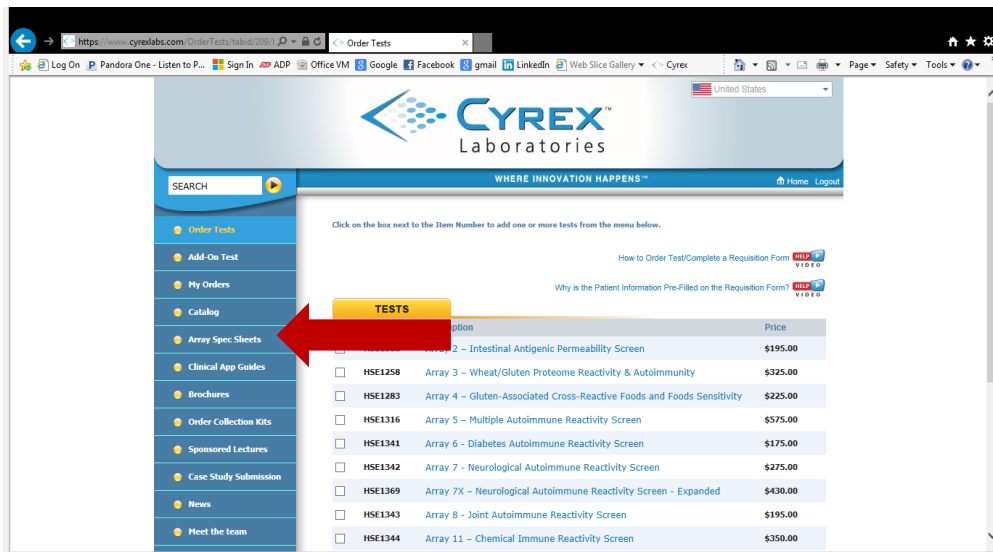 https://www.cyrexlabs.com/OrderTests/tabid/209/
Order Tests
Log On Pandora One - Listen to P... Sign In ADP Office VM Google Facebook gmail LinkedIn Web Slice Gallery Cyrex Page Safety Tools
United States
CYREX™
Laboratories
SEARCH
WHERE INNOVATION HAPPENS™
Home Logout
Order Tests
Add-On Test
My Orders
Catalog
Array Spec Sheets
Clinical App Guides
Brochures
Order Collection Kits
Sponsored Lectures
Case Study Submission
News
Meet the team
Click on the box next to the Item Number to add one or more tests from the menu below.
How to Order Test/Complete a Requisition Form HELP VIDEO
Why is the Patient Information Pre-Filled on the Requisition Form? HELP VIDEO
TESTS
Price
2 – Intestinal Antigenic Permeability Screen $195.00
HSE1258 Array 3 – Wheat/Gluten Proteome Reactivity & Autoimmunity $325.00
HSE1283 Array 4 – Gluten-Associated Cross-Reactive Foods and Foods Sensitivity $225.00
HSE1316 Array 5 – Multiple Autoimmune Reactivity Screen $575.00
HSE1341 Array 6 - Diabetes Autoimmune Reactivity Screen $175.00
HSE1342 Array 7 - Neurological Autoimmune Reactivity Screen $275.00
HSE1369 Array 7X – Neurological Autoimmune Reactivity Screen - Expanded $430.00
HSE1343 Array 8 - Joint Autoimmune Reactivity Screen $195.00
HSE1344 Array 11 – Chemical Immune Reactivity Screen $350.00